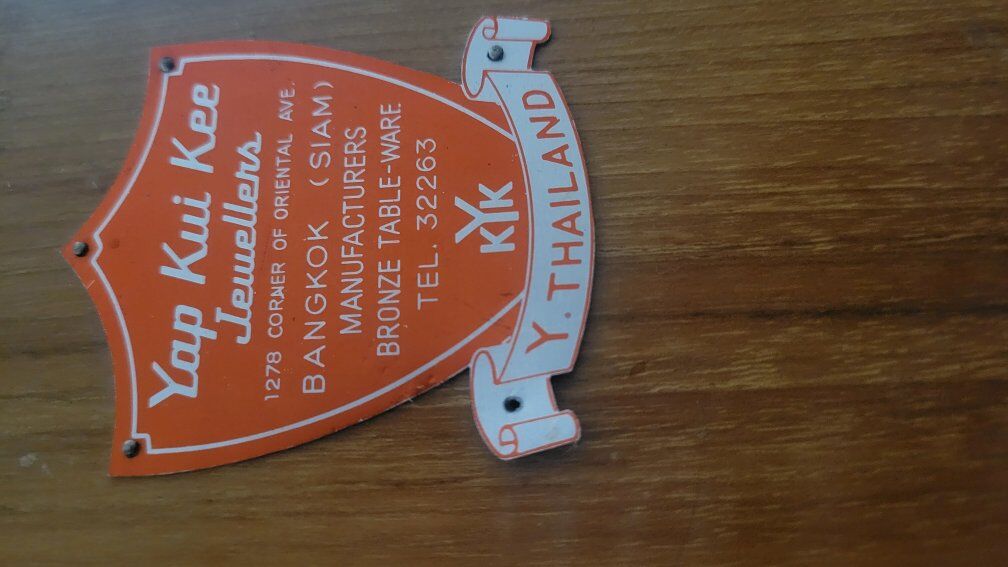 Yap Kui Kee
Jewellers
1278 CORNER OF ORIENTAL AVE.
BANGKOK (SIAM)
MANUFACTURERS
BRONZE TABLE-WARE
TEL. 32263
KYK
Y. THAILAND